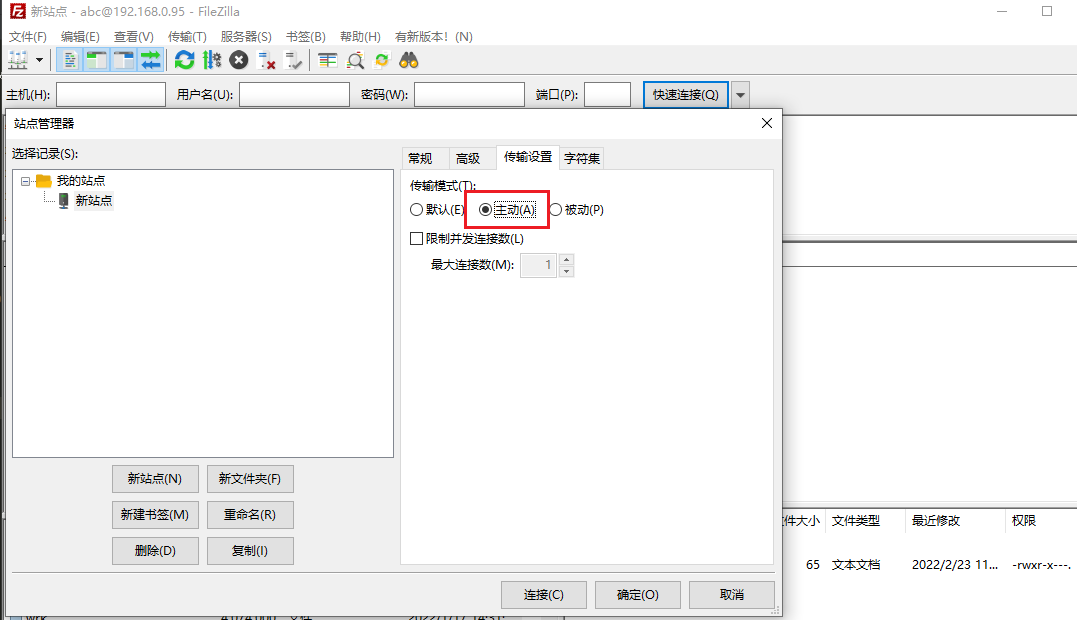 新站点 - abc@192.168.0.95 - FileZilla
文件(F) 编辑(E) 查看(V) 传输(T) 服务器(S) 书签(B) 帮助(H) 有新版本! (N)
主机(H): 用户名(U): 密码(W): 端口(P): 快速连接(Q)
站点管理器
选择记录(S):
我的站点
新站点
常规 高级 传输设置 字符集
传输模式(T):
默认(E) 主动(A) 被动(P)
限制并发连接数(L)
最大连接数(M): 1
新站点(N) 新文件夹(F)
新建书签(M) 重命名(R)
删除(D) 复制(I)
连接(C) 确定(O) 取消
件大小 文件类型 最近修改 权限
65 文本文档 2022/2/23 11... -rwxr-x---.